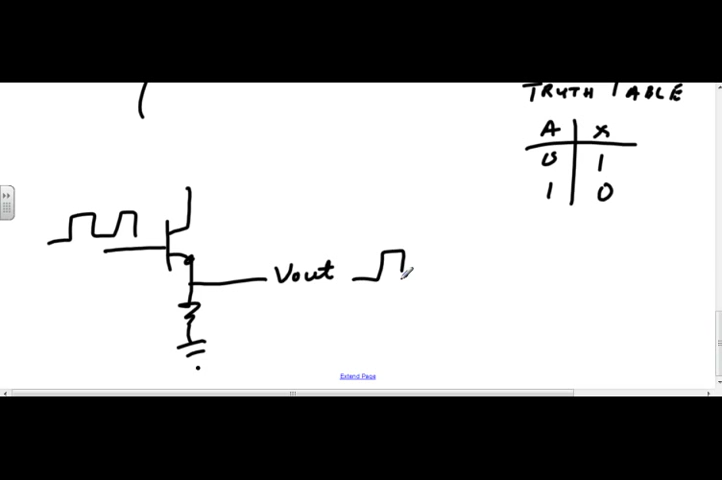 TRUTH TABLE
A X
0 1
1 0
Vout
Extend Page